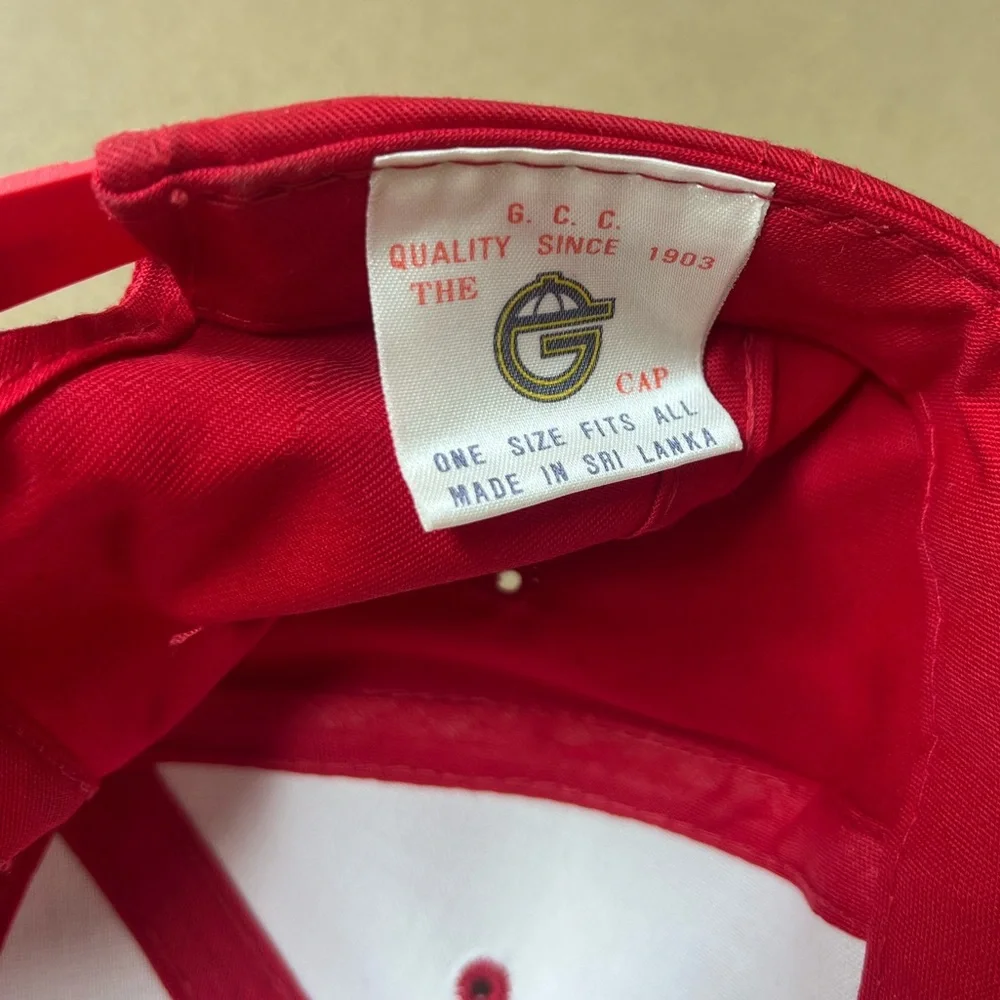 G. C. C.
QUALITY SINCE 1903
THE
G
CAP
ONE SIZE FITS ALL
MADE IN SRI LANKA